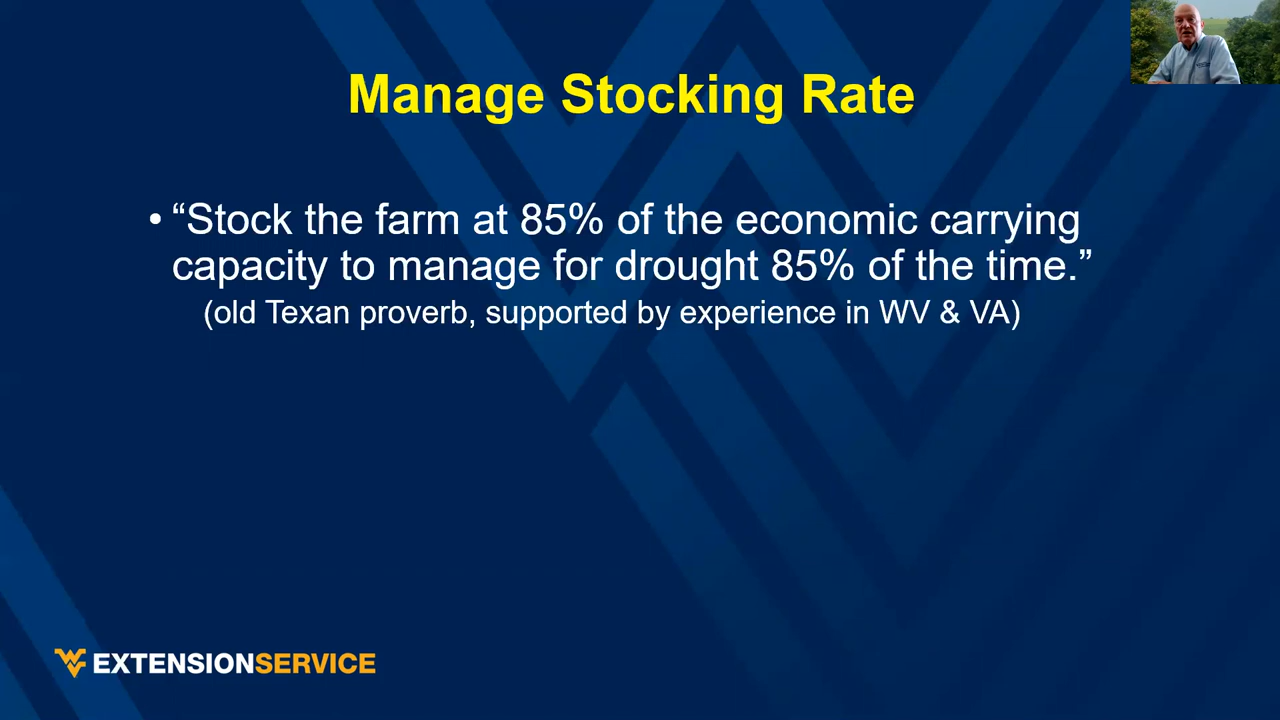 Manage Stocking Rate
• “Stock the farm at 85% of the economic carrying
capacity to manage for drought 85% of the time.”
(old Texan proverb, supported by experience in WV & VA)
WV EXTENSIONSERVICE